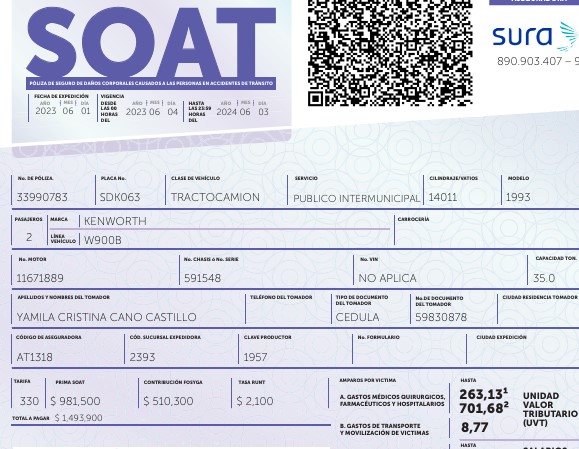 SOAT
sura
890.903.407 – 9
PÓLIZA DE SEGURO DE DAÑOS CORPORALES CAUSADOS A LAS PERSONAS EN ACCIDENTES DE TRÁNSITO
FECHA DE EXPEDICIÓN VIGENCIA
AÑO MES DÍA DESDE LAS 00 HORAS DEL AÑO MES DÍA HASTA LAS 23:59 HORAS DEL AÑO MES DÍA
2023 06 01 2023 06 04 2024 06 03
No. DE PÓLIZA. PLACA No. CLASE DE VEHÍCULO SERVICIO CILINDRAJE/VATIOS MODELO
33990783 SDK063 TRACTOCAMION PUBLICO INTERMUNICIPAL 14011 1993
PASAJEROS MARCA KENWORTH CARROCERÍA
2 LÍNEA VEHÍCULO W900B
No. MOTOR No. CHASIS ó No. SERIE No. VIN CAPACIDAD TON.
11671889 591548 NO APLICA 35.0
APELLIDOS Y NOMBRES DEL TOMADOR TELÉFONO DEL TOMADOR TIPO DE DOCUMENTO DEL TOMADOR No.DE DOCUMENTO DEL TOMADOR CIUDAD RESIDENCIA TOMADOR
YAMILA CRISTINA CANO CASTILLO CEDULA 59830878
CÓDIGO DE ASEGURADORA CÓD. SUCURSAL EXPEDIDORA CLAVE PRODUCTOR No. FORMULARIO CIUDAD EXPEDICIÓN
AT1318 2393 1957
TARIFA PRIMA SOAT CONTRIBUCIÓN FOSYGA TASA RUNT AMPAROS POR VICTIMA HASTA
330 $ 981,500 $ 510,300 $ 2,100
A. GASTOS MÉDICOS QUIRURGICOS, FARMACÉUTICOS Y HOSPITALARIOS 263,13¹ 701,68² UNIDAD VALOR TRIBUTARIO (UVT)
TOTAL A PAGAR $ 1,493,900
B. GASTOS DE TRANSPORTE Y MOVILIZACIÓN DE VICTIMAS 8,77
HASTA